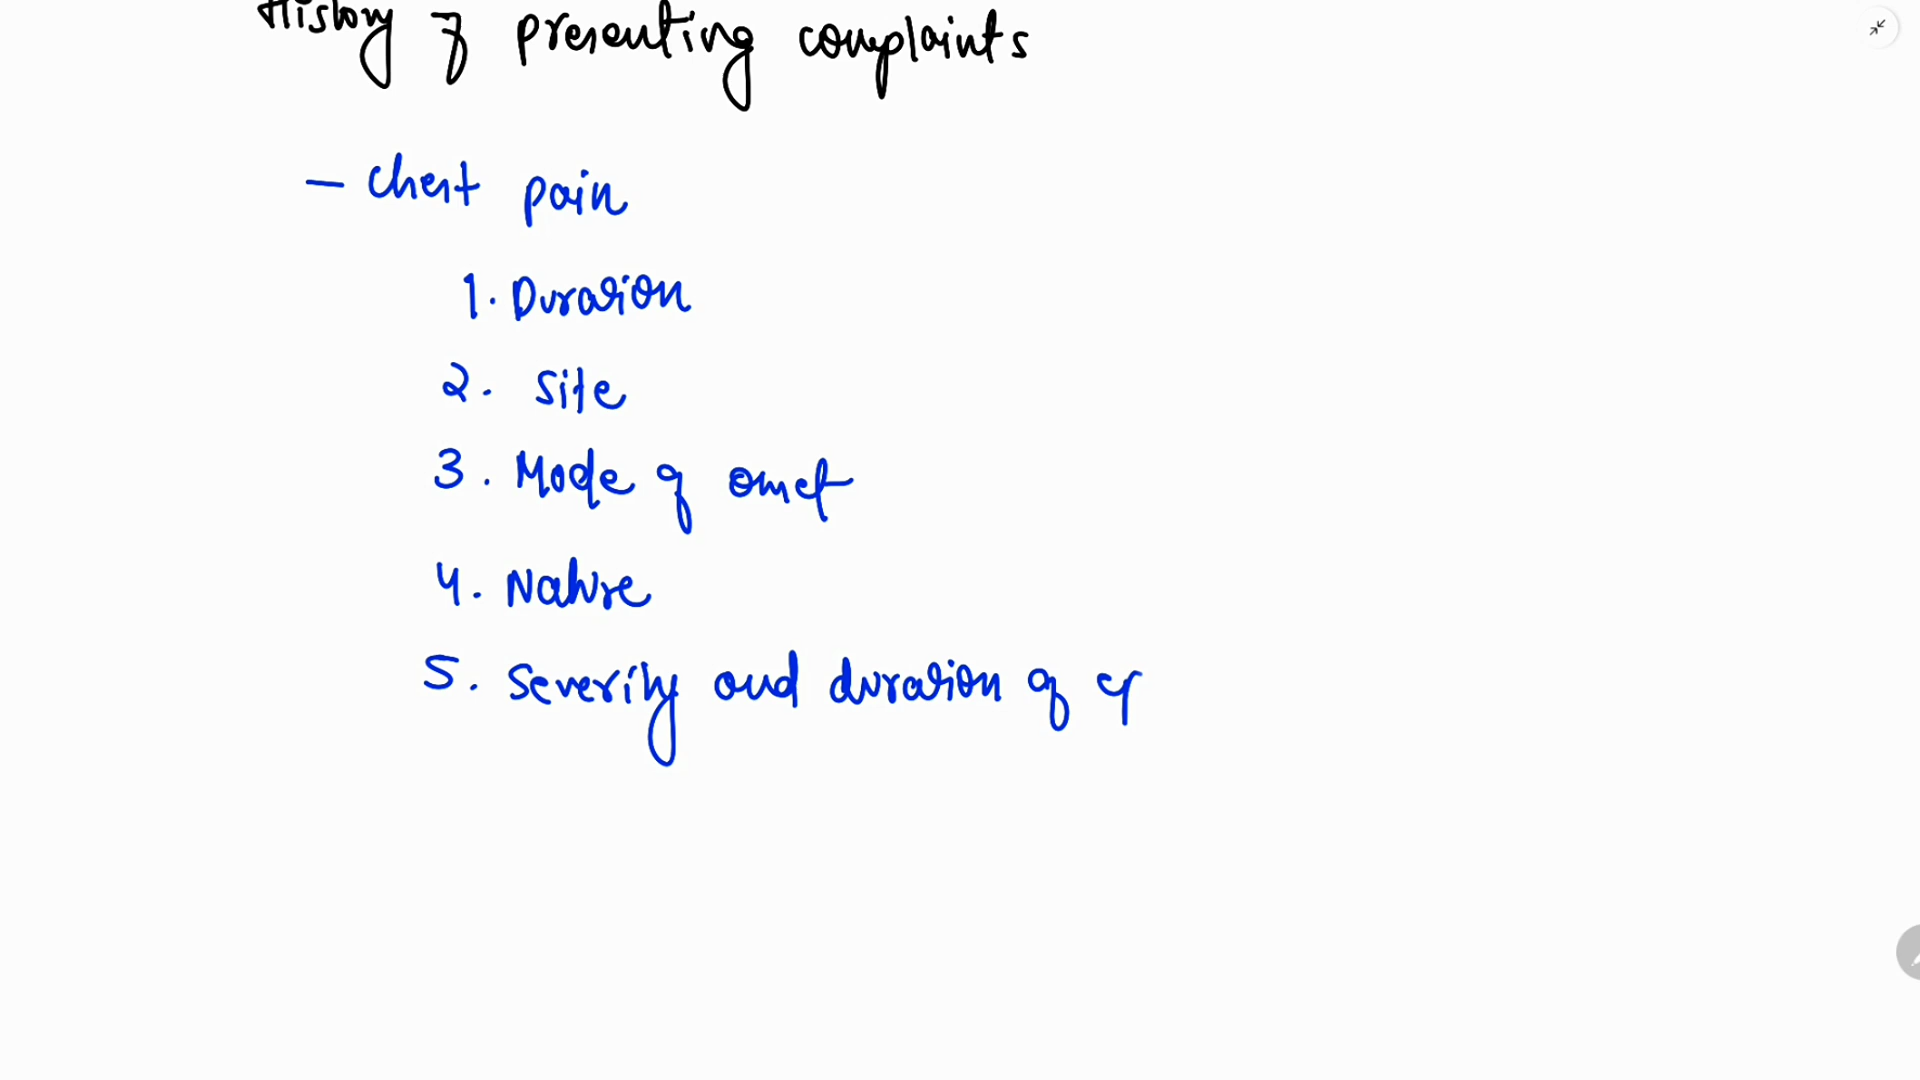 History of presenting complaints
- Chest pain
1. Duration
2. Site
3. Mode of onset
4. Nature
5. Severity and duration of